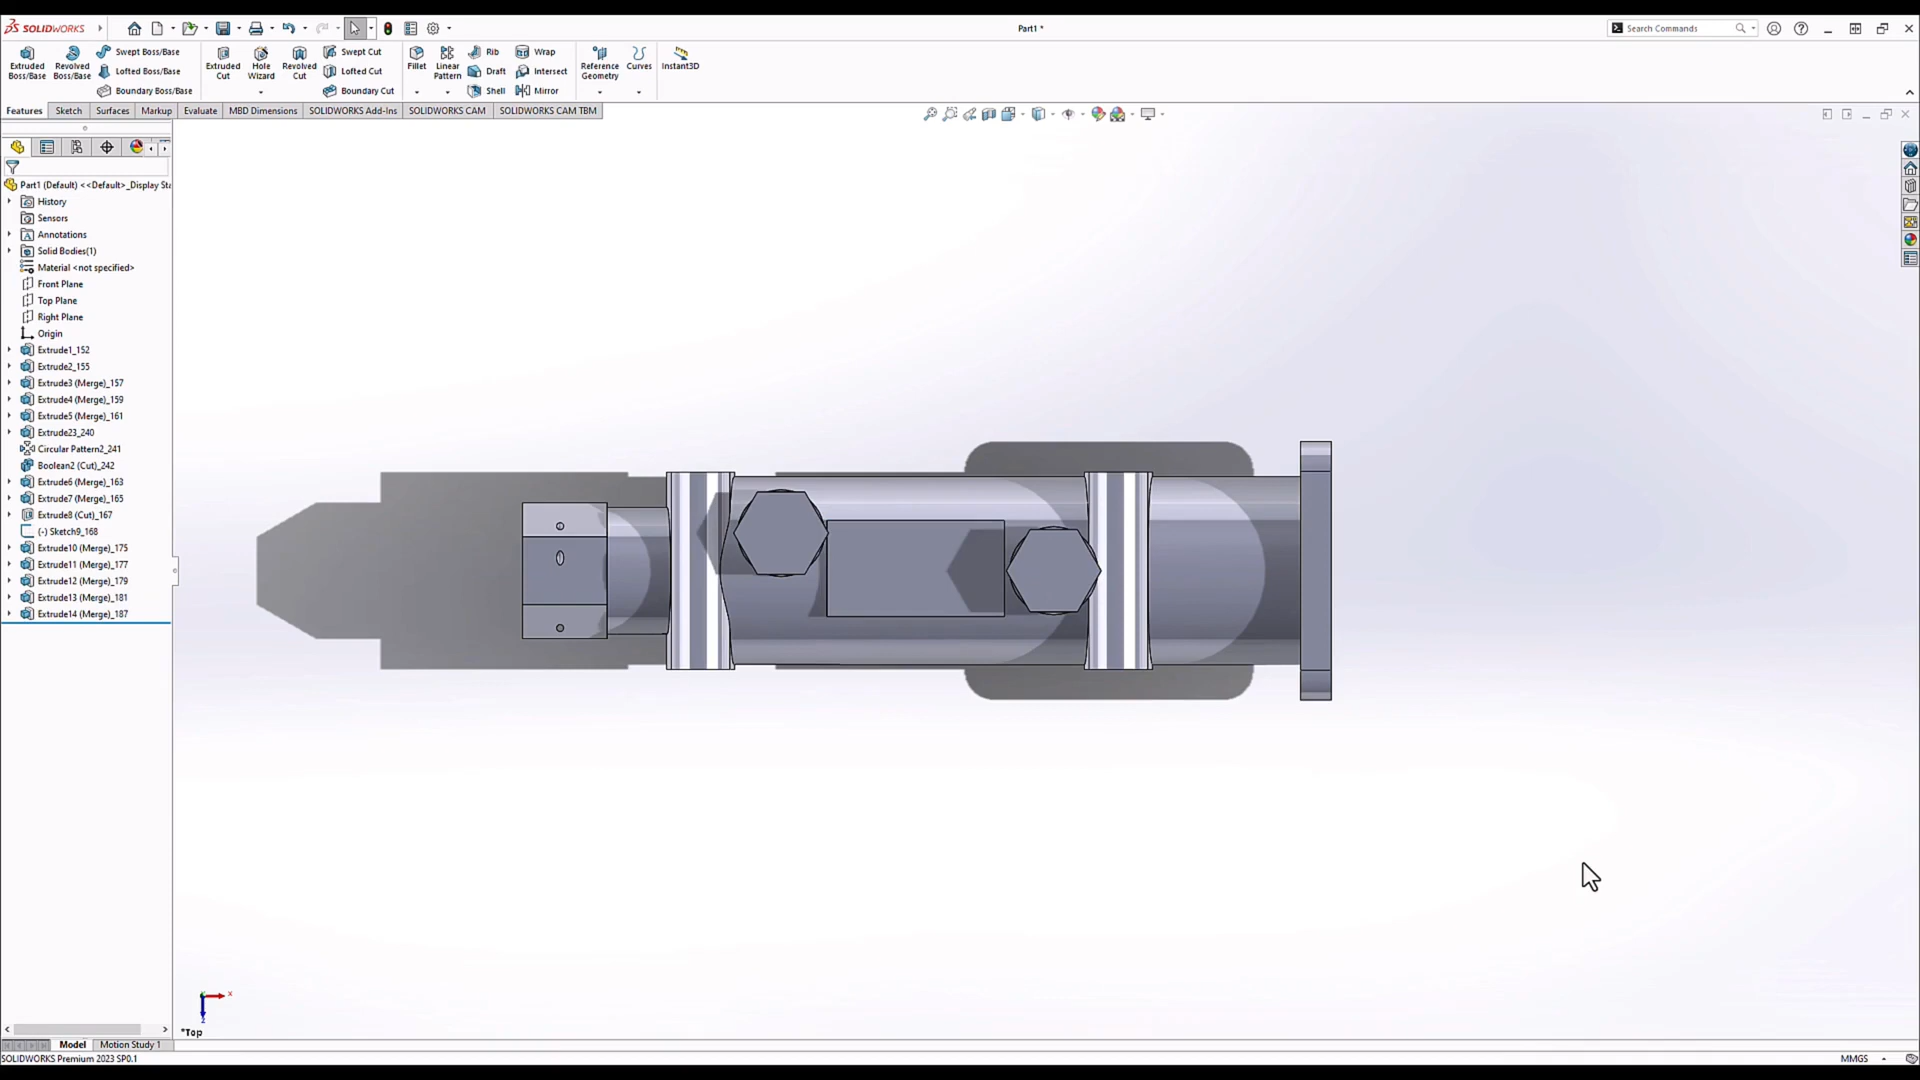 SOLIDWORKS
Part1 *
Search Commands
Extruded Boss/Base
Revolved Boss/Base
Swept Boss/Base
Lofted Boss/Base
Boundary Boss/Base
Extruded Cut
Hole Wizard
Revolved Cut
Swept Cut
Lofted Cut
Boundary Cut
Fillet
Linear Pattern
Rib
Draft
Shell
Wrap
Intersect
Mirror
Reference Geometry
Curves
Instant3D
Features Sketch Surfaces Markup Evaluate MBD Dimensions SOLIDWORKS Add-Ins SOLIDWORKS CAM SOLIDWORKS CAM TBM
Part1 (Default) <<Default>_Display Sta
History
Sensors
Annotations
Solid Bodies(1)
Material <not specified>
Front Plane
Top Plane
Right Plane
Origin
Extrude1_152
Extrude2_155
Extrude3 (Merge)_157
Extrude4 (Merge)_159
Extrude5 (Merge)_161
Extrude23_240
Circular Pattern2_241
Boolean2 (Cut)_242
Extrude6 (Merge)_163
Extrude7 (Merge)_165
Extrude8 (Cut)_167
(-) Sketch9_168
Extrude10 (Merge)_175
Extrude11 (Merge)_177
Extrude12 (Merge)_179
Extrude13 (Merge)_181
Extrude14 (Merge)_187
X
Z
*Top
Model Motion Study 1
SOLIDWORKS Premium 2023 SP0.1
MMGS